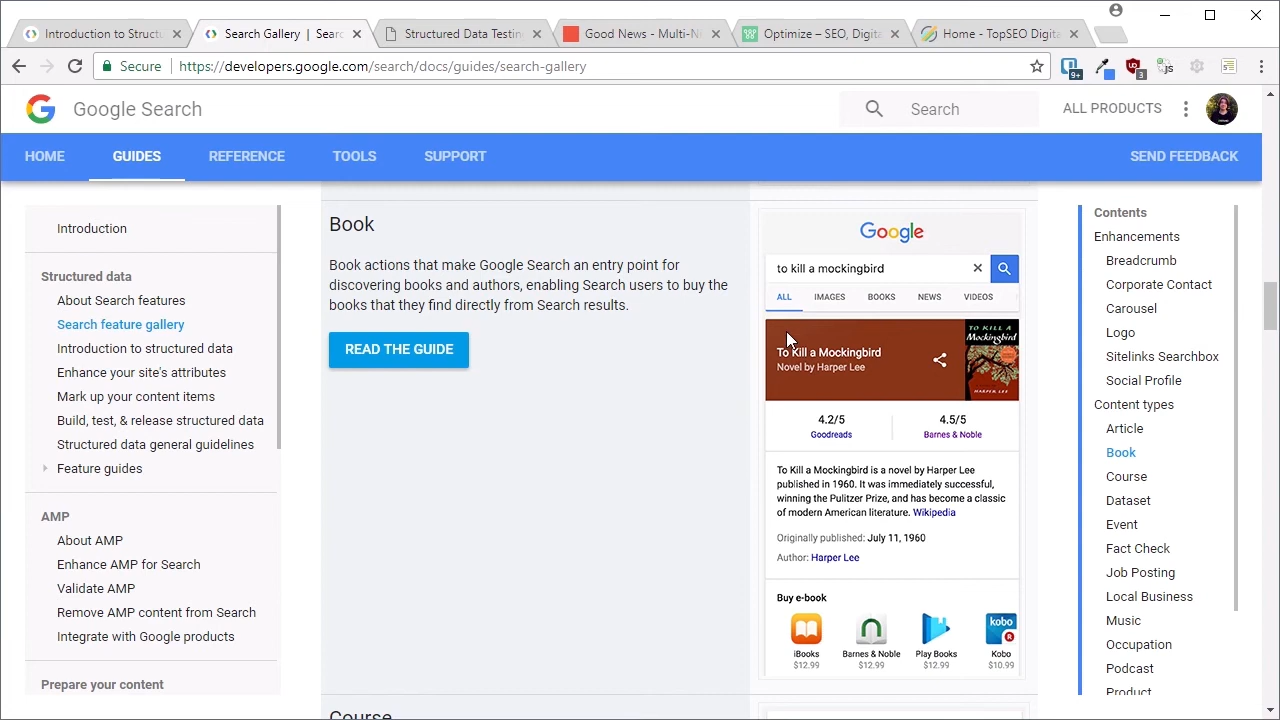 Introduction to Structu
Search Gallery | Searc
Structured Data Testin
Good News - Multi-Ni
Optimize – SEO, Digita
Home - TopSEO Digita
Secure
https://developers.google.com/search/docs/guides/search-gallery
9+
3
js
Google Search
Search
ALL PRODUCTS
HOME
GUIDES
REFERENCE
TOOLS
SUPPORT
SEND FEEDBACK
Introduction
Structured data
About Search features
Search feature gallery
Introduction to structured data
Enhance your site's attributes
Mark up your content items
Build, test, & release structured data
Structured data general guidelines
Feature guides
AMP
About AMP
Enhance AMP for Search
Validate AMP
Remove AMP content from Search
Integrate with Google products
Prepare your content
Book
Book actions that make Google Search an entry point for
discovering books and authors, enabling Search users to buy the
books that they find directly from Search results.
READ THE GUIDE
Course
Google
to kill a mockingbird
ALL
IMAGES
BOOKS
NEWS
VIDEOS
To Kill a Mockingbird
Novel by Harper Lee
TO KILL A
Mockingbird
HARPER LEE
4.2/5
Goodreads
4.5/5
Barnes & Noble
To Kill a Mockingbird is a novel by Harper Lee
published in 1960. It was immediately successful,
winning the Pulitzer Prize, and has become a classic
of modern American literature. Wikipedia
Originally published: July 11, 1960
Author: Harper Lee
Buy e-book
kobo
R
iBooks
$12.99
Barnes & Noble
$12.99
Play Books
$12.99
Kobo
$10.99
Contents
Enhancements
Breadcrumb
Corporate Contact
Carousel
Logo
Sitelinks Searchbox
Social Profile
Content types
Article
Book
Course
Dataset
Event
Fact Check
Job Posting
Local Business
Music
Occupation
Podcast
Product